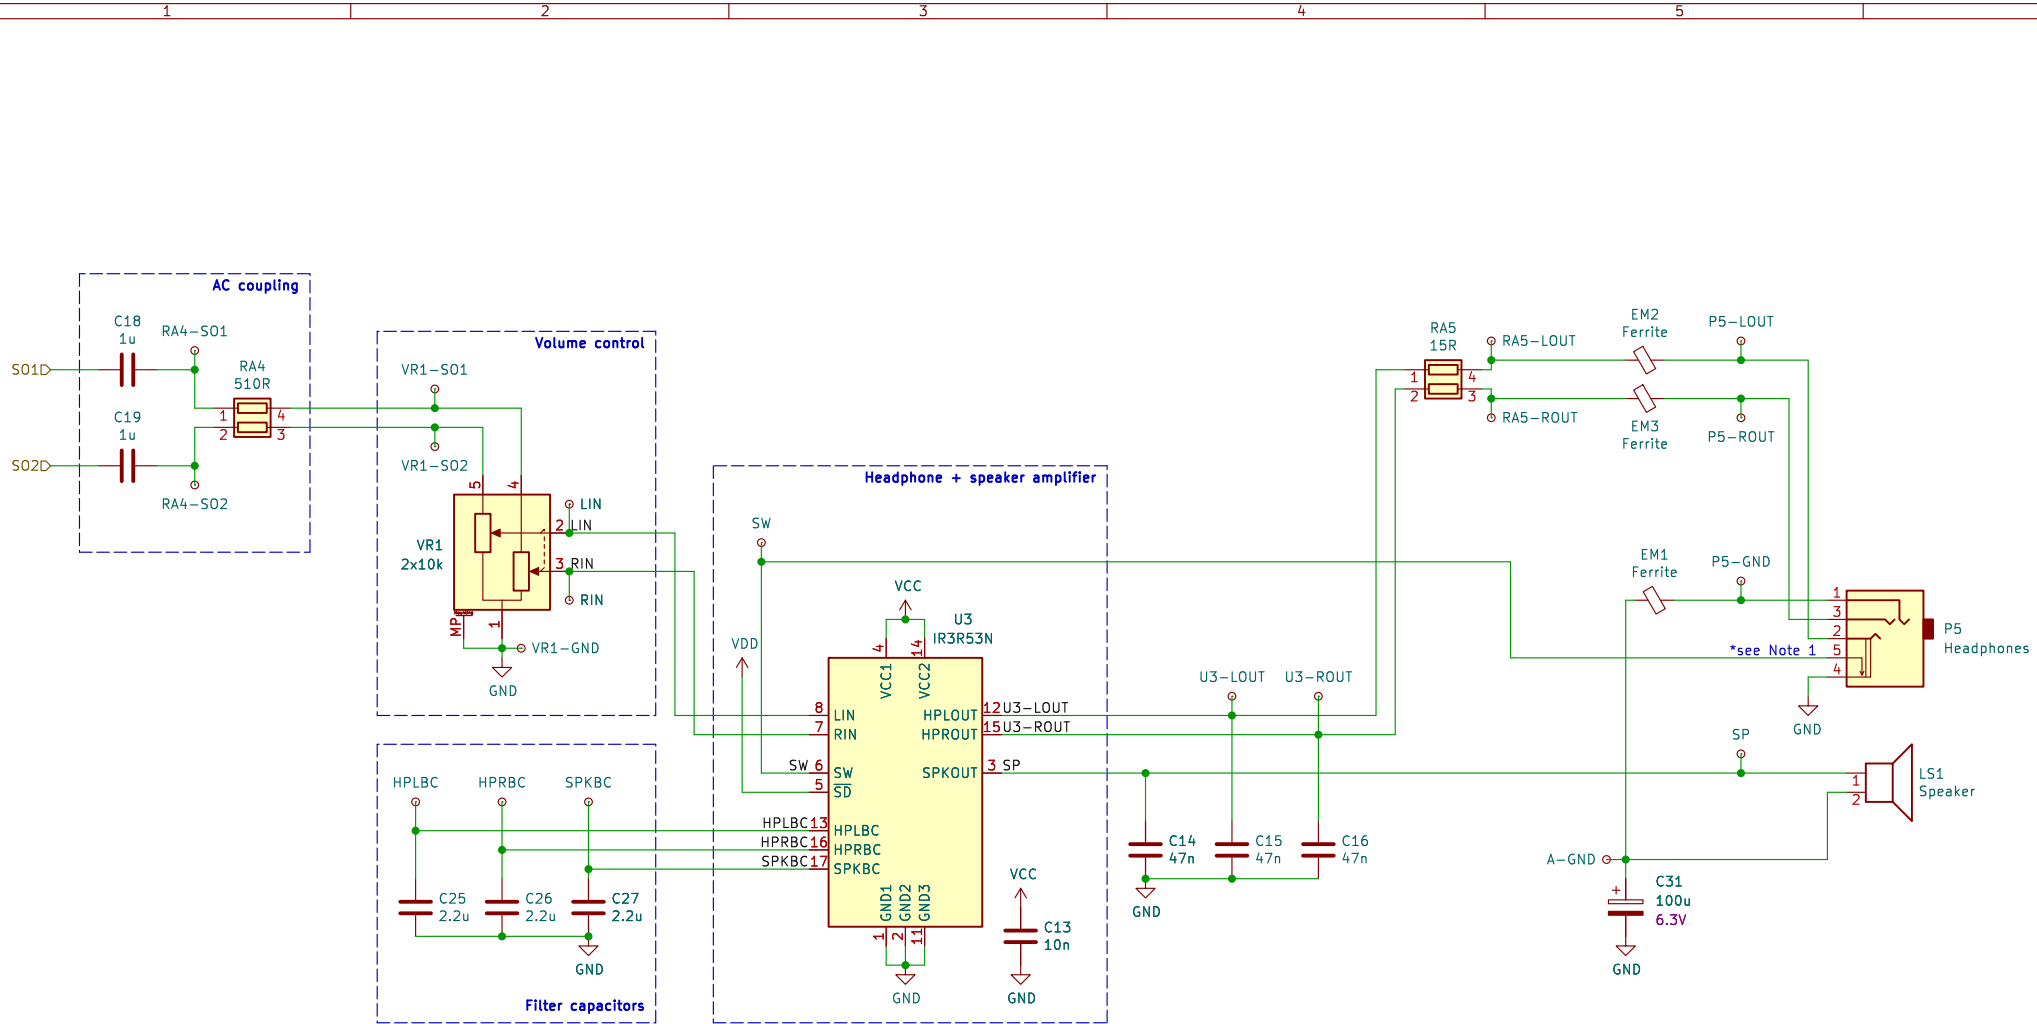 1 2 3 4 5
AC coupling
C18
1u
RA4-SO1
SO1
RA4
510R
1 4
2 3
C19
1u
SO2
RA4-SO2
Volume control
VR1-SO1
VR1-SO2
5 4
LIN
2 LIN
VR1
2x10k
3 RIN
RIN
MP 1
VR1-GND
GND
Headphone + speaker amplifier
SW
VCC
VDD
U3
IR3R53N
4 14
VCC1 VCC2
8 LIN
7 RIN
SW 6 SW
5 SD
HPLBC 13 HPLBC
HPRBC 16 HPRBC
SPKBC 17 SPKBC
HPLOUT 12 U3-LOUT
HPROUT 15 U3-ROUT
SPKOUT 3 SP
GND1 GND2 GND3
1 2 11
GND
VCC
C13
10n
GND
HPLBC HPRBC SPKBC
C25
2.2u
C26
2.2u
C27
2.2u
GND
Filter capacitors
U3-LOUT U3-ROUT
C14
47n
C15
47n
C16
47n
GND
RA5
15R
1 4
2 3
RA5-LOUT
RA5-ROUT
EM2
Ferrite
EM3
Ferrite
P5-LOUT
P5-ROUT
EM1
Ferrite
P5-GND
1
3
2
5
4
*see Note 1
P5
Headphones
GND
SP
LS1
Speaker
1
2
A-GND
+
C31
100u
6.3V
GND